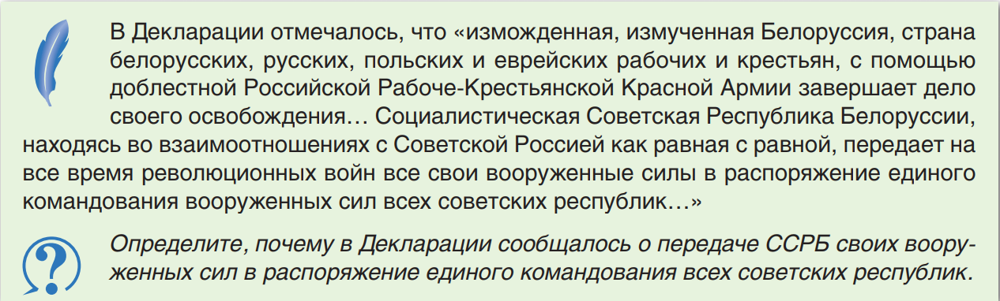 В Декларации отмечалось, что «изможденная, измученная Белоруссия, страна
белорусских, русских, польских и еврейских рабочих и крестьян, с помощью
доблестной Российской Рабоче-Крестьянской Красной Армии завершает дело
своего освобождения… Социалистическая Советская Республика Белоруссии,
находясь во взаимоотношениях с Советской Россией как равная с равной, передает на
все время революционных войн все свои вооруженные силы в распоряжение единого
командования вооруженных сил всех советских республик…»
Определите, почему в Декларации сообщалось о передаче ССРБ своих воору-
женных сил в распоряжение единого командования всех советских республик.